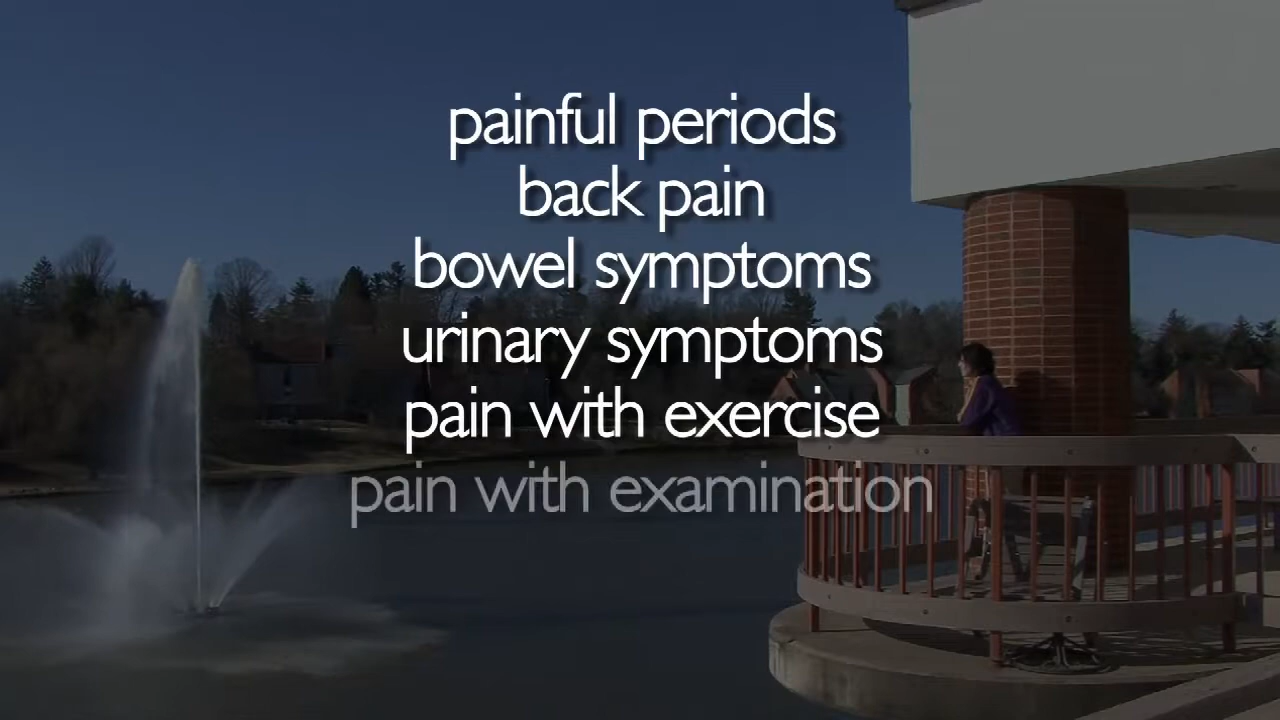 painful periods
back pain
bowel symptoms
urinary symptoms
pain with exercise
pain with examination